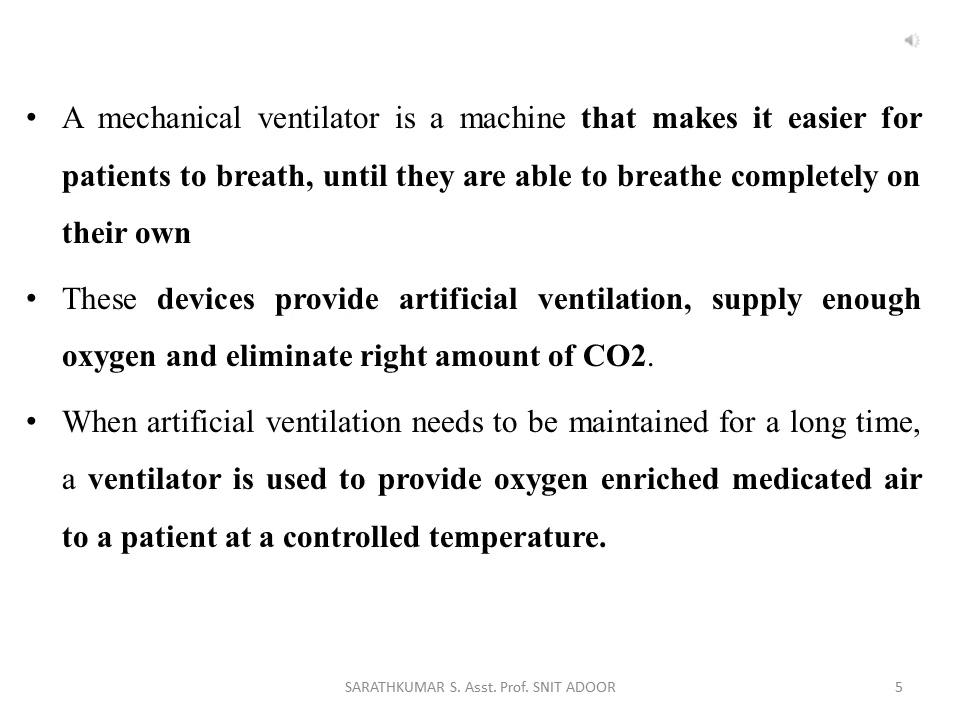 • A mechanical ventilator is a machine that makes it easier for
patients to breath, until they are able to breathe completely on
their own
• These devices provide artificial ventilation, supply enough
oxygen and eliminate right amount of CO2.
• When artificial ventilation needs to be maintained for a long time,
a ventilator is used to provide oxygen enriched medicated air
to a patient at a controlled temperature.
SARATHKUMAR S. Asst. Prof. SNIT ADOOR
5